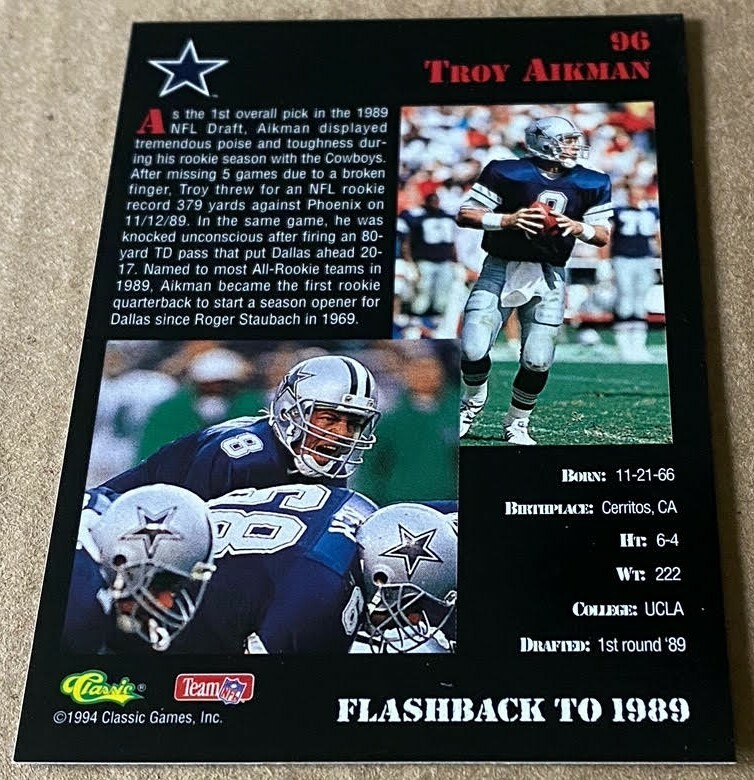 96
TROY AIKMAN
As the 1st overall pick in the 1989
NFL Draft, Aikman displayed
tremendous poise and toughness dur-
ing his rookie season with the Cowboys.
After missing 5 games due to a broken
finger, Troy threw for an NFL rookie
record 379 yards against Phoenix on
11/12/89. In the same game, he was
knocked unconscious after firing an 80-
yard TD pass that put Dallas ahead 20-
17. Named to most All-Rookie teams in
1989, Aikman became the first rookie
quarterback to start a season opener for
Dallas since Roger Staubach in 1969.
8
8
BORN: 11-21-66
BIRTHPLACE: Cerritos, CA
HT: 6-4
WT: 222
COLLEGE: UCLA
DRAFTED: 1st round '89
Classic®
Team NFL
©1994 Classic Games, Inc.
FLASHBACK TO 1989